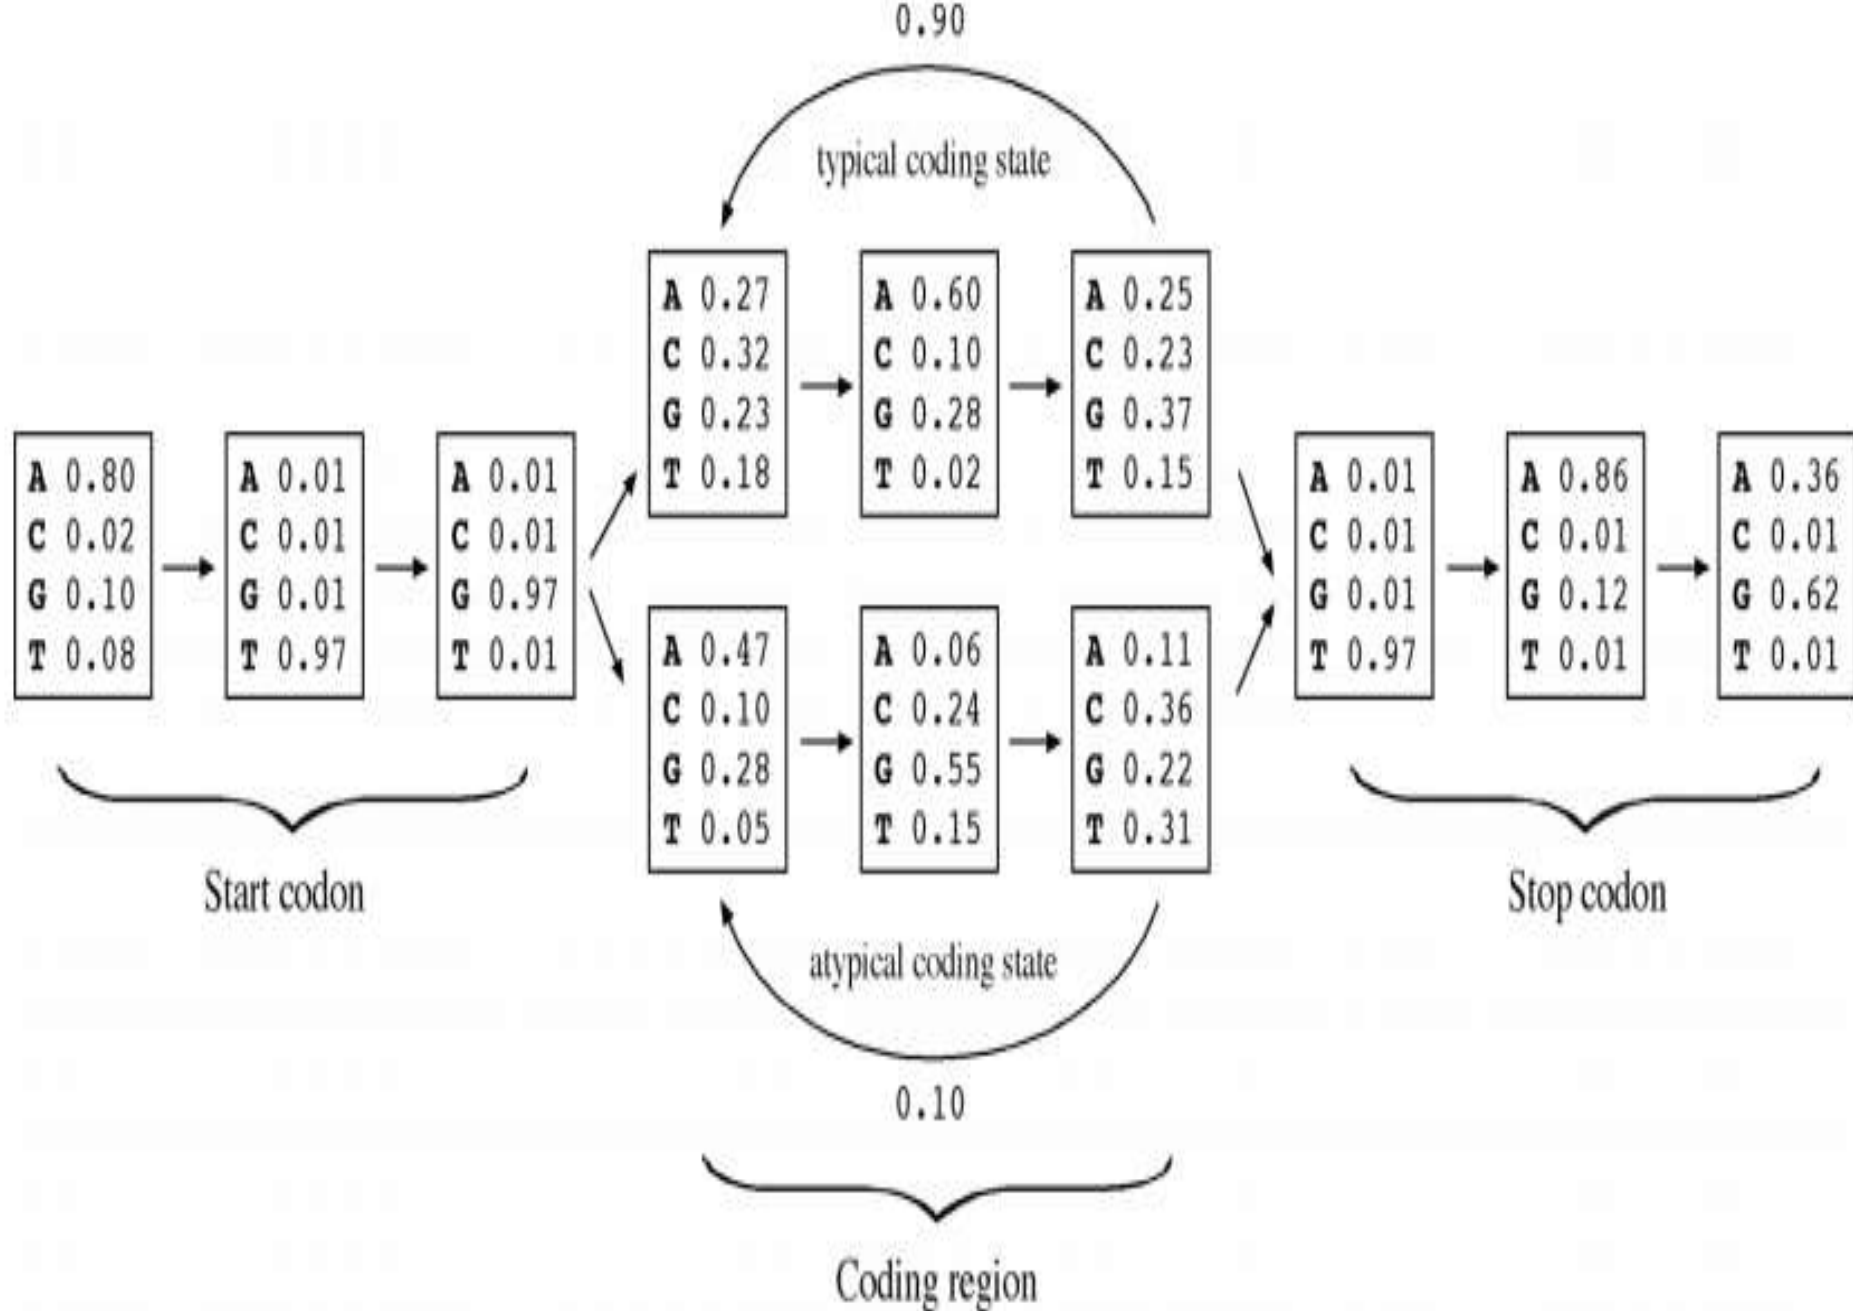 0.90
typical coding state
A 0.27
C 0.32
G 0.23
T 0.18
A 0.60
C 0.10
G 0.28
T 0.02
A 0.25
C 0.23
G 0.37
T 0.15
A 0.80
C 0.02
G 0.10
T 0.08
A 0.01
C 0.01
G 0.01
T 0.97
A 0.01
C 0.01
G 0.97
T 0.01
A 0.47
C 0.10
G 0.28
T 0.05
A 0.06
C 0.24
G 0.55
T 0.15
A 0.11
C 0.36
G 0.22
T 0.31
A 0.01
C 0.01
G 0.01
T 0.97
A 0.86
C 0.01
G 0.12
T 0.01
A 0.36
C 0.01
G 0.62
T 0.01
Start codon
Stop codon
atypical coding state
0.10
Coding region